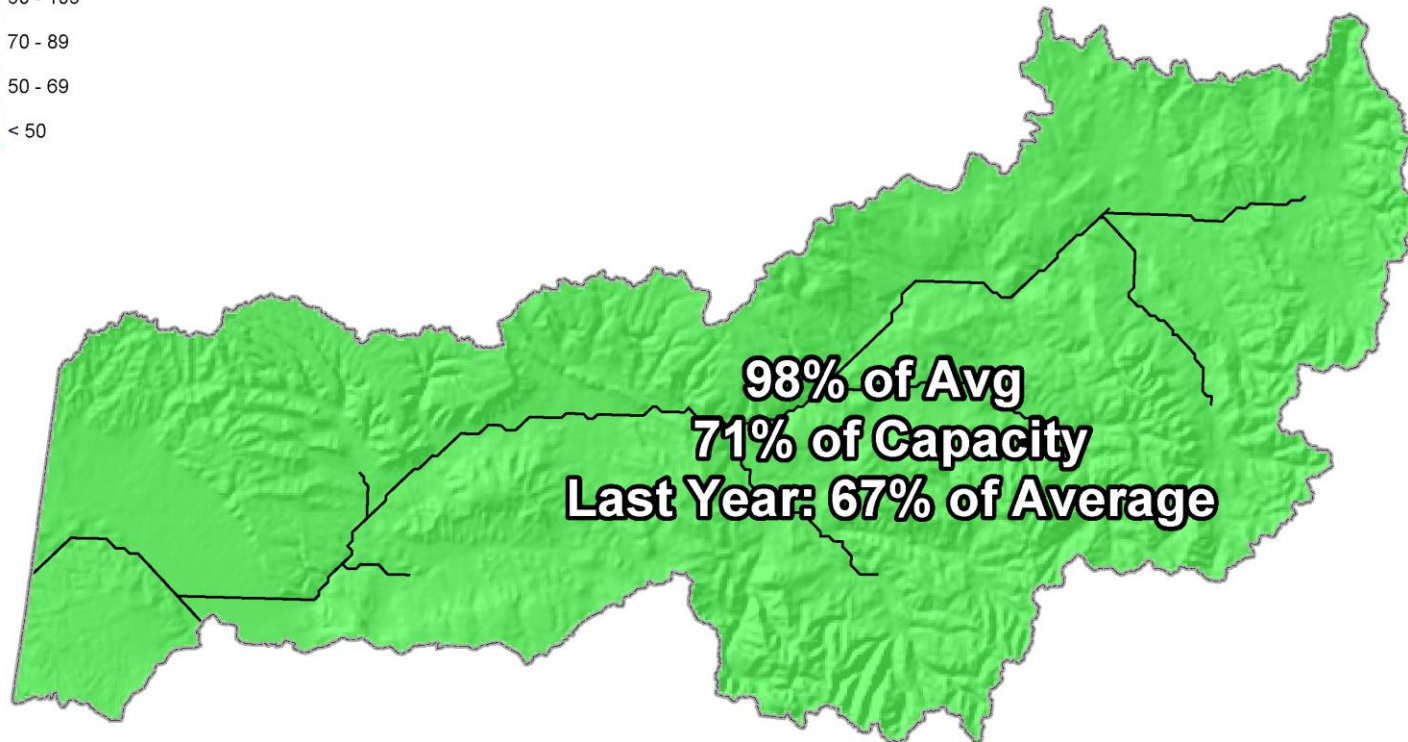 70 - 89
50 - 69
< 50
98% of Avg
71% of Capacity
Last Year: 67% of Average